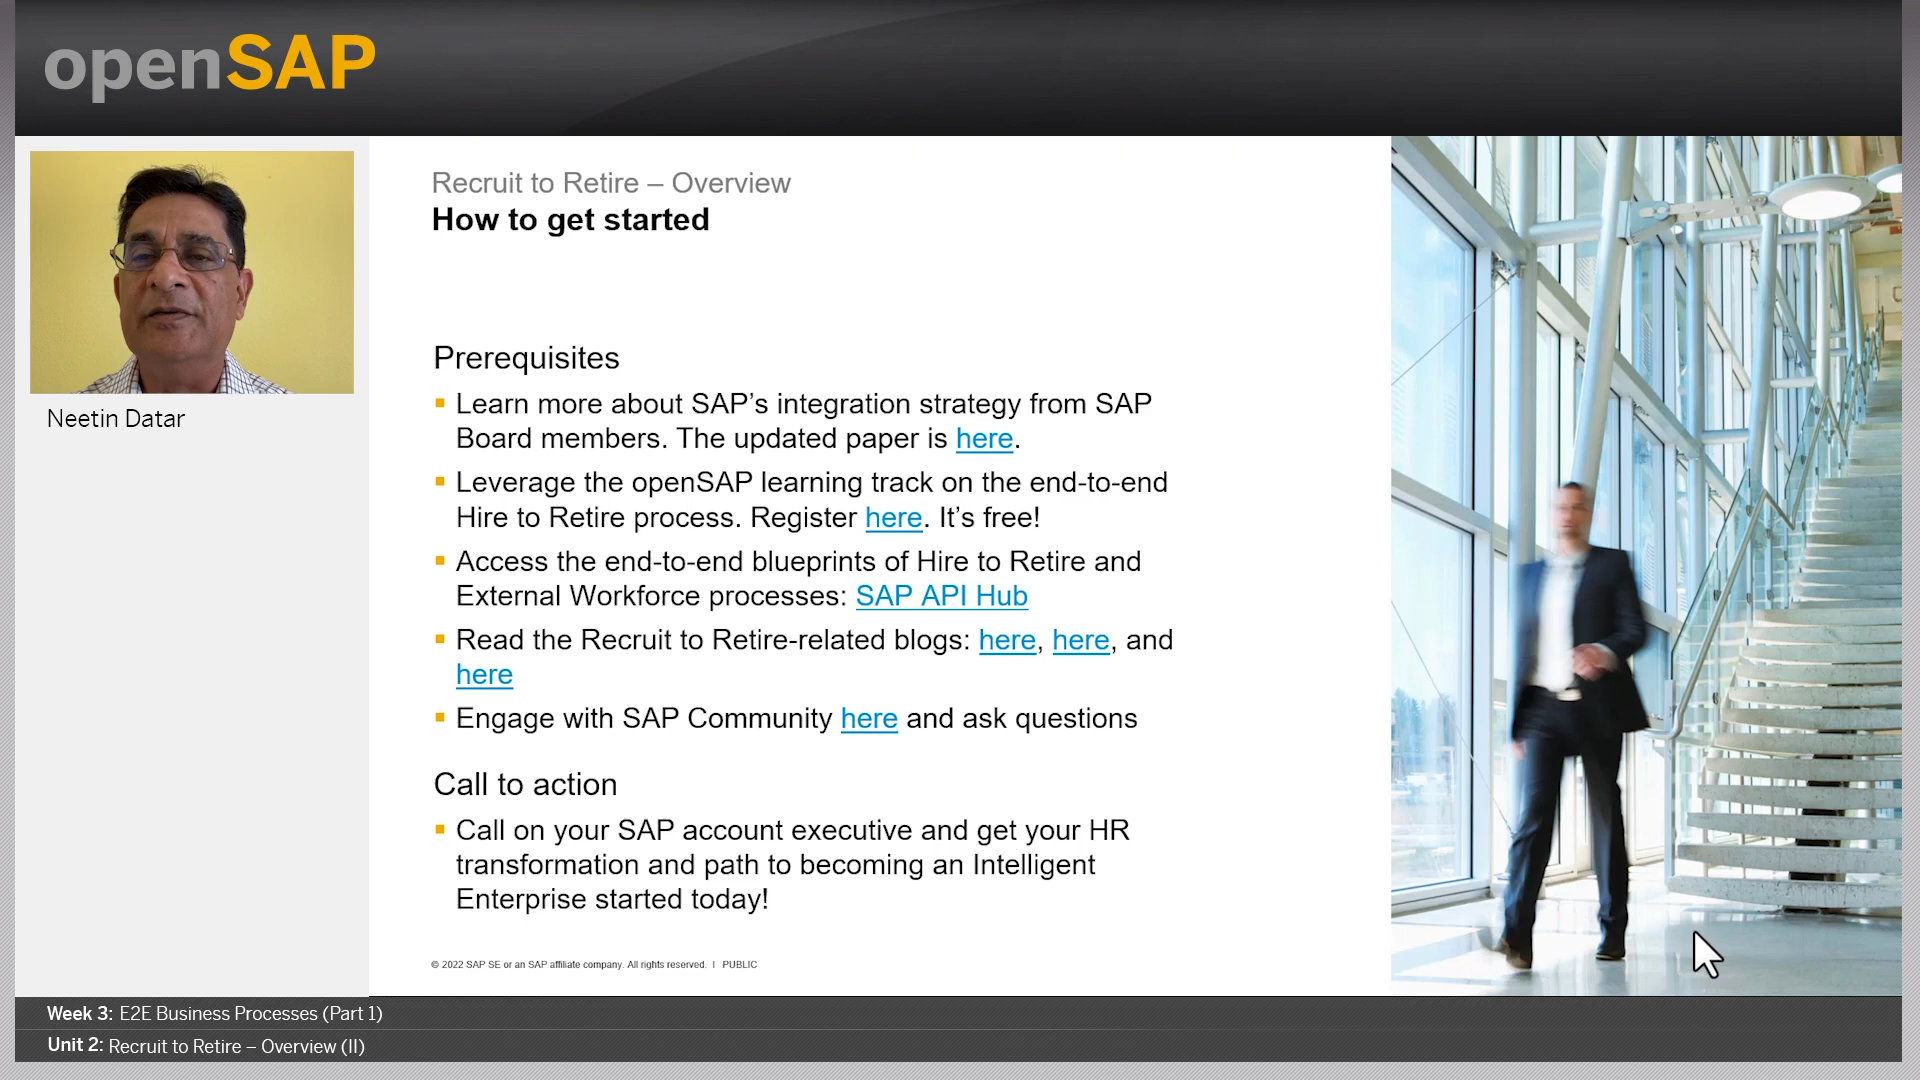 openSAP
Neetin Datar
Recruit to Retire – Overview
How to get started
Prerequisites
Learn more about SAP’s integration strategy from SAP
Board members. The updated paper is here.
Leverage the openSAP learning track on the end-to-end
Hire to Retire process. Register here. It’s free!
Access the end-to-end blueprints of Hire to Retire and
External Workforce processes: SAP API Hub
Read the Recruit to Retire-related blogs: here, here, and
here
Engage with SAP Community here and ask questions
Call to action
Call on your SAP account executive and get your HR
transformation and path to becoming an Intelligent
Enterprise started today!
© 2022 SAP SE or an SAP affiliate company. All rights reserved. | PUBLIC
Week 3: E2E Business Processes (Part 1)
Unit 2: Recruit to Retire – Overview (II)